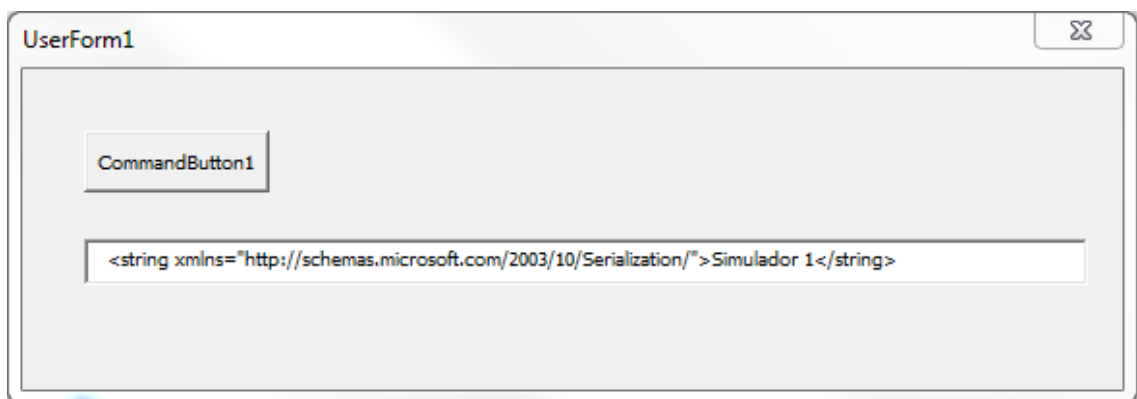 UserForm1
CommandButton1
<string xmlns="http://schemas.microsoft.com/2003/10/Serialization/">Simulador 1</string>